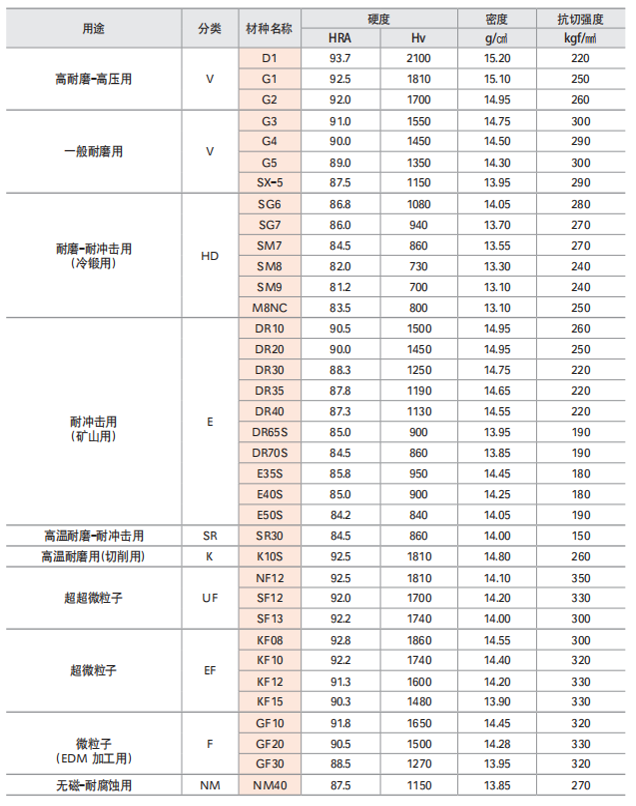 用途 分类 材种名称 硬度 密度 抗切强度
HRA Hv g/㎤ kgf/㎟
高耐磨-高压用 V D1 93.7 2100 15.20 220
G1 92.5 1810 15.10 250
G2 92.0 1700 14.95 260
一般耐磨用 V G3 91.0 1550 14.75 300
G4 90.0 1450 14.50 290
G5 89.0 1350 14.30 300
SX-5 87.5 1150 13.95 290
耐磨-耐冲击用
(冷锻用) HD SG6 86.8 1080 14.05 280
SG7 86.0 940 13.70 270
SM7 84.5 860 13.55 270
SM8 82.0 730 13.30 240
SM9 81.2 700 13.10 240
M8NC 83.5 800 13.10 250
耐冲击用
(矿山用) E DR10 90.5 1500 14.95 260
DR20 90.0 1450 14.95 250
DR30 88.3 1250 14.75 220
DR35 87.8 1190 14.65 220
DR40 87.3 1130 14.55 220
DR65S 85.0 900 13.95 190
DR70S 84.5 860 13.85 190
E35S 85.8 950 14.45 180
E40S 85.0 900 14.25 180
E50S 84.2 840 14.05 190
高温耐磨-耐冲击用 SR SR30 84.5 860 14.00 150
高温耐磨用(切削用) K K10S 92.5 1810 14.80 260
超超微粒子 UF NF12 92.5 1810 14.10 350
SF12 92.0 1700 14.20 330
SF13 92.2 1740 14.00 300
超微粒子 EF KF08 92.8 1860 14.55 300
KF10 92.2 1740 14.40 320
KF12 91.3 1600 14.20 330
KF15 90.3 1480 13.90 330
微粒子
(EDM 加工用) F GF10 91.8 1650 14.45 320
GF20 90.5 1500 14.28 330
GF30 88.5 1270 13.95 320
无磁-耐腐蚀用 NM NM40 87.5 1150 13.85 270